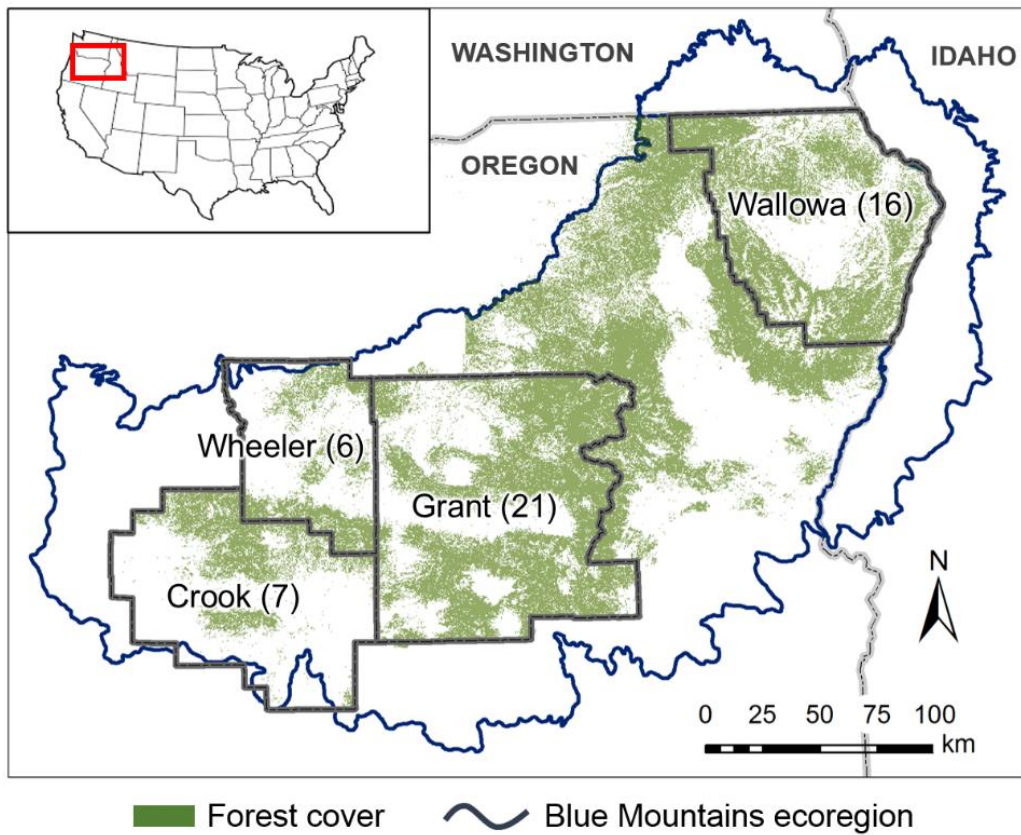 WASHINGTON
IDAHO
OREGON
Wallowa (16)
Wheeler (6)
Grant (21)
Crook (7)
N
0 25 50 75 100
km
Forest cover
Blue Mountains ecoregion